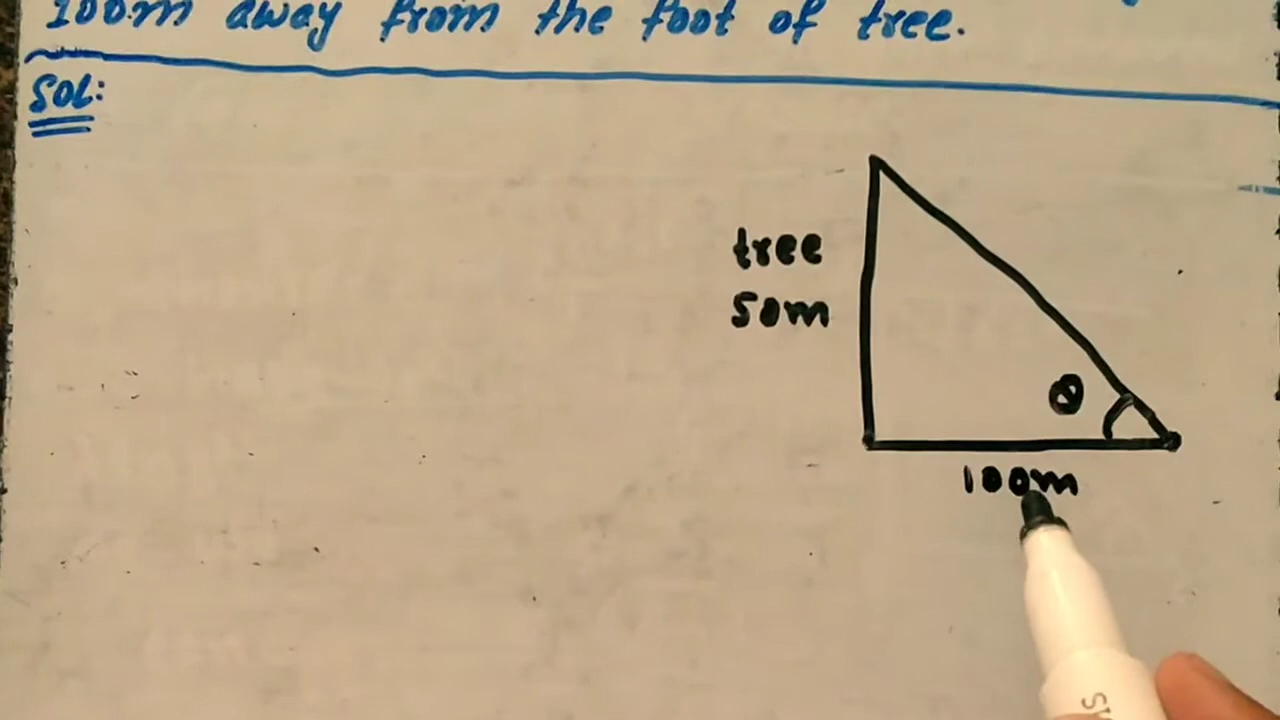 100m away from the foot of tree.
SOL:
tree
50m
θ
100m